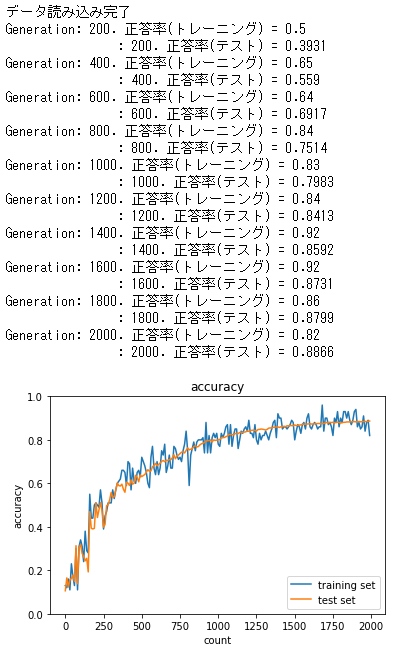 データ読み込み完了
Generation: 200. 正答率(トレーニング) = 0.5
: 200. 正答率(テスト) = 0.3931
Generation: 400. 正答率(トレーニング) = 0.65
: 400. 正答率(テスト) = 0.559
Generation: 600. 正答率(トレーニング) = 0.64
: 600. 正答率(テスト) = 0.6917
Generation: 800. 正答率(トレーニング) = 0.84
: 800. 正答率(テスト) = 0.7514
Generation: 1000. 正答率(トレーニング) = 0.83
: 1000. 正答率(テスト) = 0.7983
Generation: 1200. 正答率(トレーニング) = 0.84
: 1200. 正答率(テスト) = 0.8413
Generation: 1400. 正答率(トレーニング) = 0.92
: 1400. 正答率(テスト) = 0.8592
Generation: 1600. 正答率(トレーニング) = 0.92
: 1600. 正答率(テスト) = 0.8731
Generation: 1800. 正答率(トレーニング) = 0.86
: 1800. 正答率(テスト) = 0.8799
Generation: 2000. 正答率(トレーニング) = 0.82
: 2000. 正答率(テスト) = 0.8866
accuracy
1.0
0.8
0.6
0.4
0.2
0.0
accuracy
training set
test set
0 250 500 750 1000 1250 1500 1750 2000
count